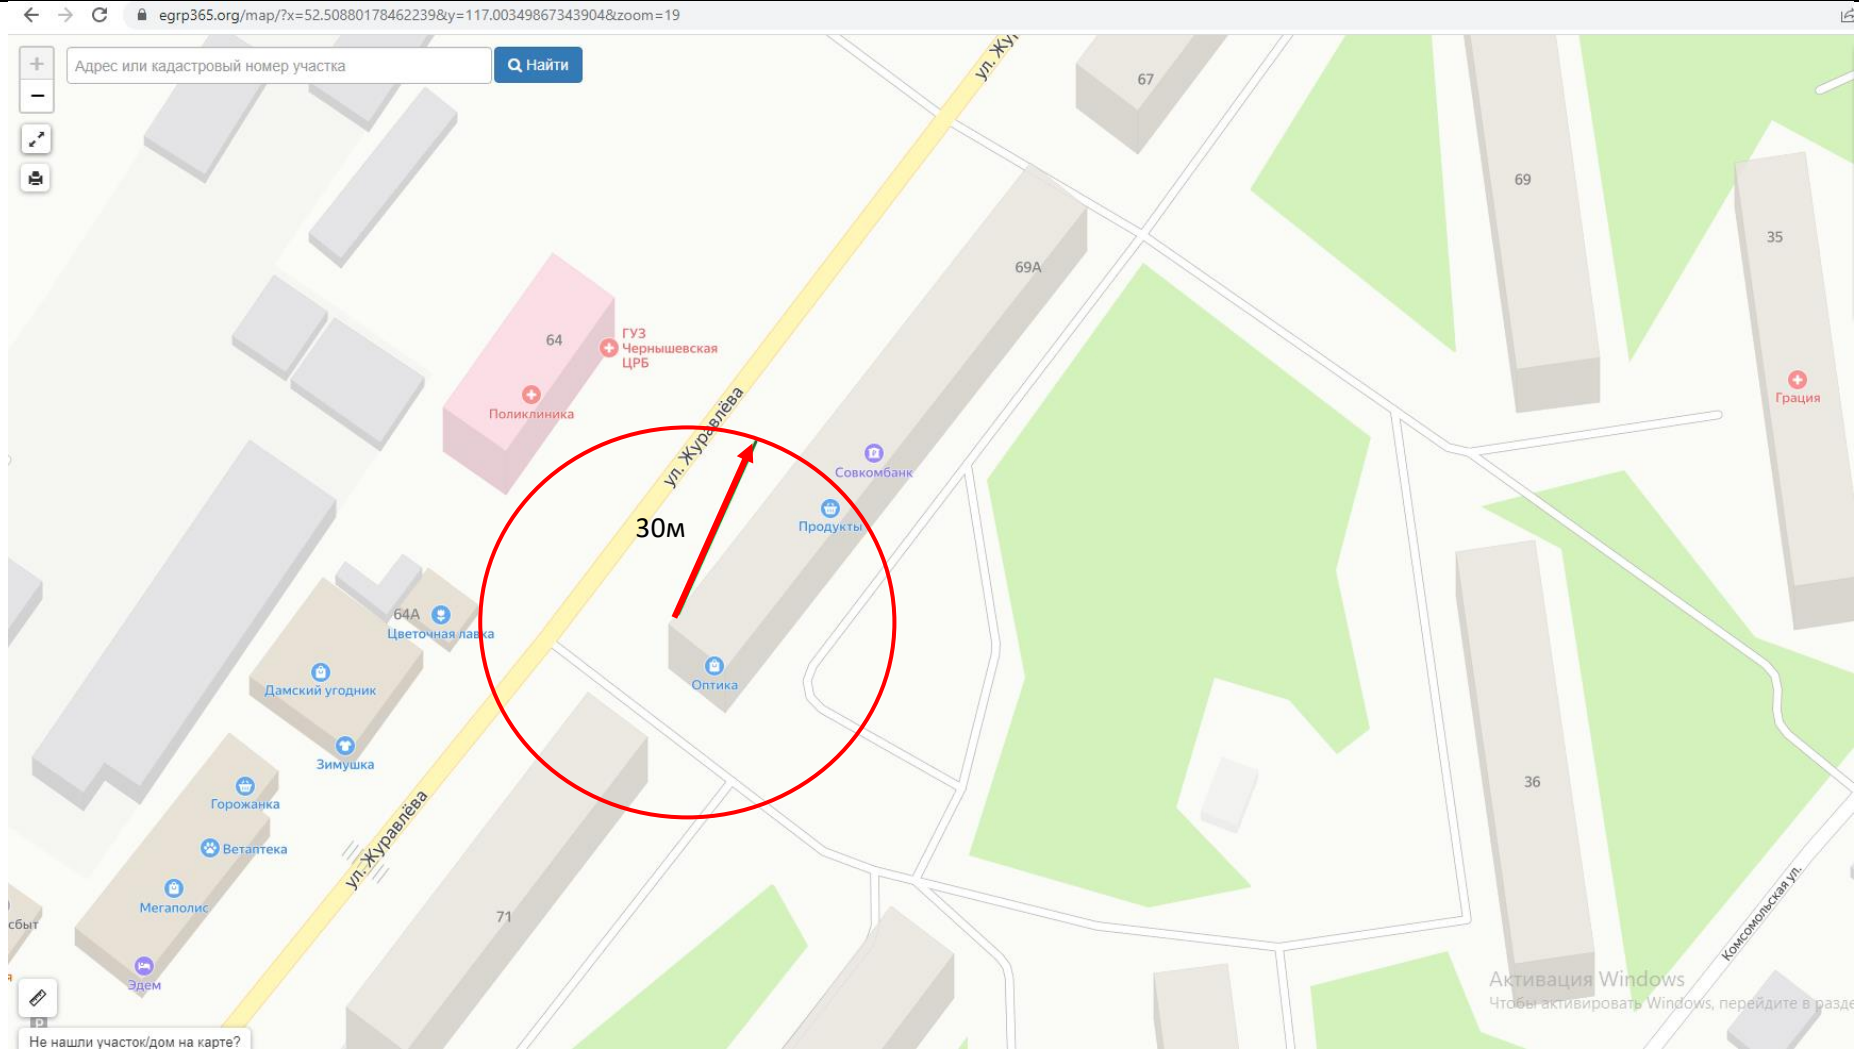 egrp365.org/map/?x=52.50880178462239&y=117.00349867343904&zoom=19
Адрес или кадастровый номер участка
Найти
67
69
35
69А
64
ГУЗ
Чернышевская
ЦРБ
Поликлиника
ул. Журавлёва
Грация
Совкомбанк
Продукты
30м
64А
Цветочная лавка
Дамский угодник
Оптика
Зимушка
Горожанка
36
ул. Журавлёва
Ветаптека
Мегаполис
71
сбыт
Комсомольская ул.
Эдем
Активация Windows
Чтобы активировать Windows, перейдите в разде
Р
Не нашли участок/дом на карте?